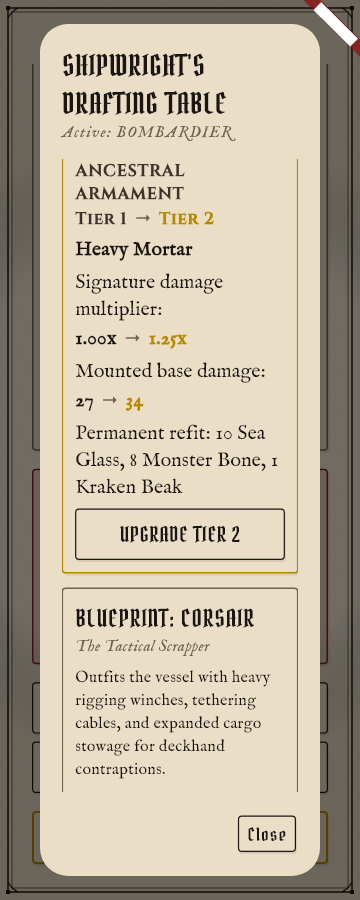 SHIPWRIGHT'S
DRAFTING TABLE
Active: BOMBARDIER
ANCESTRAL
ARMAMENT
TIER 1 → TIER 2
Heavy Mortar
Signature damage
multiplier:
1.00x → 1.25x
Mounted base damage:
27 → 34
Permanent refit: 10 Sea
Glass, 8 Monster Bone, 1
Kraken Beak
UPGRADE TIER 2
BLUEPRINT: CORSAIR
The Tactical Scrapper
Outfits the vessel with heavy
rigging winches, tethering
cables, and expanded cargo
stowage for deckhand
contraptions.
Close